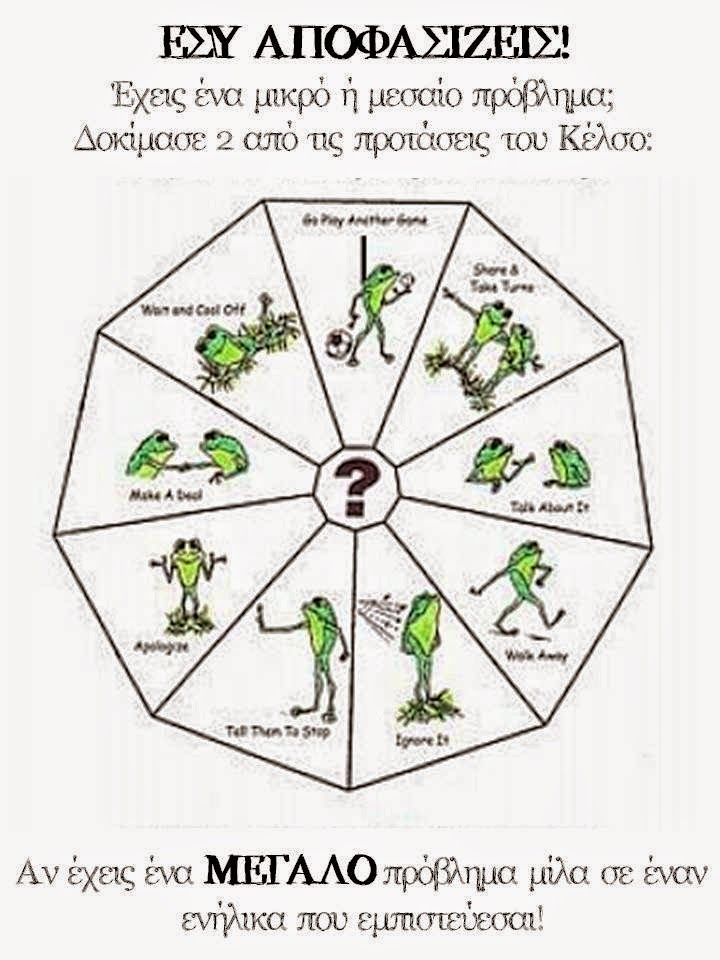 ΕΣΥ ΑΠΟΦΑΣΙΖΕΙΣ!
Έχεις ένα μικρό ή μεσαίο πρόβλημα;
Δοκίμασε 2 από τις προτάσεις του Κέλσο:
Go Play Another Game
Share &
Take Turns
Wait and Cool Off
Make A Deal
?
Talk About It
Apologize
Walk Away
Tell Them To Stop
Ignore It
Αν έχεις ένα ΜΕΓΑΛΟ πρόβλημα μίλα σε έναν
ενήλικα που εμπιστεύεσαι!